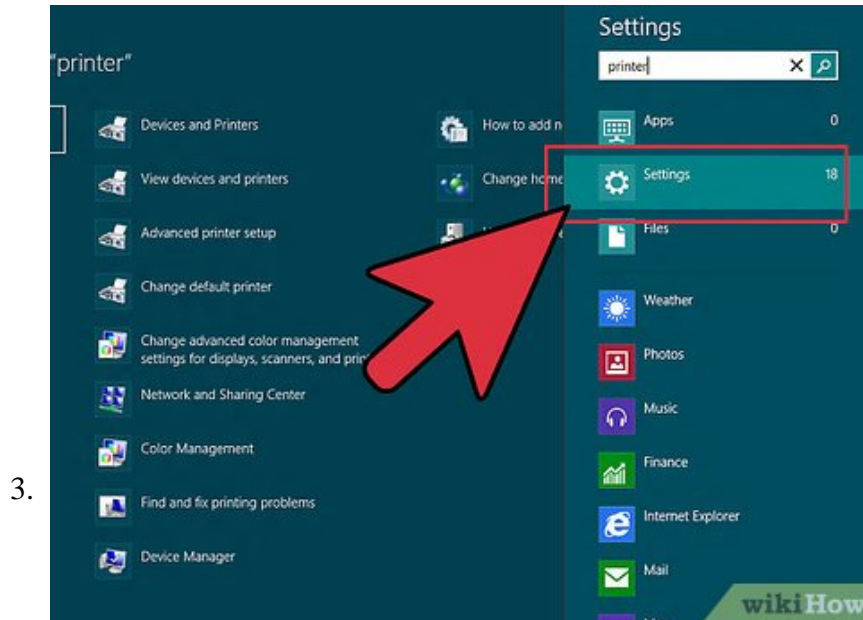 Settings
"printer"
printer
Devices and Printers
How to add n
Apps 0
View devices and printers
Change home
Settings 18
Advanced printer setup
Files 0
Change default printer
Weather
Change advanced color management
settings for displays, scanners, and prin
Photos
Network and Sharing Center
Music
Color Management
Finance
3.
Find and fix printing problems
Internet Explorer
Device Manager
Mail
wikiHow